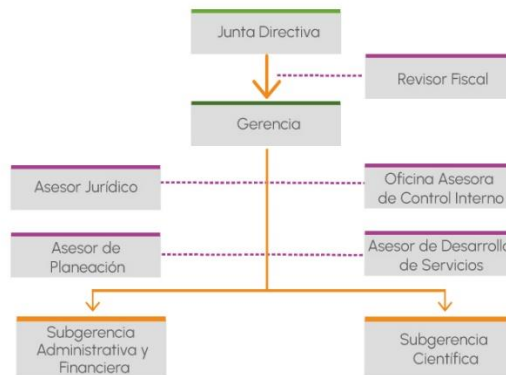 Junta Directiva
Revisor Fiscal
Gerencia
Asesor Jurídico
Oficina Asesora
de Control Interno
Asesor de
Planeación
Asesor de Desarrollo
de Servicios
Subgerencia
Administrativa y
Financiera
Subgerencia
Científica